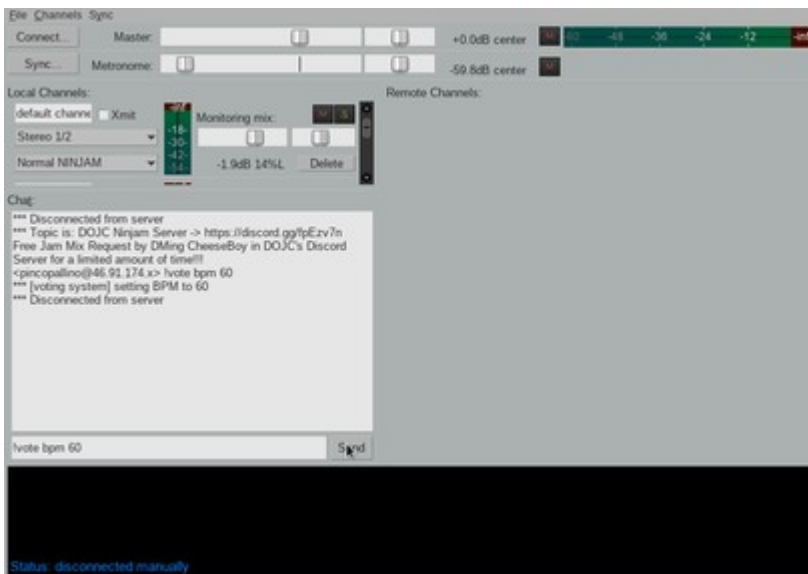 File Channels Sync
Connect... Master: +0.0dB center M -60 -48 -36 -24 -12 -inf
Sync... Metronome: -59.8dB center M
Local Channels: Remote Channels:
default channe Xmit Monitoring mix: M S
Stereo 1/2 -18-
-30-
Normal NINJAM -42-
-54- -1.9dB 14%L Delete
Chat:
*** Disconnected from server
*** Topic is: DOJC Ninjam Server -> https://discord.gg/fpEzv7n
Free Jam Mix Request by DMing CheeseBoy in DOJC's Discord
Server for a limited amount of time!!!
<pincopallino@46.91.174.x> !vote bpm 60
*** [voting system] setting BPM to 60
*** Disconnected from server
!vote bpm 60 Send
Status: disconnected manually